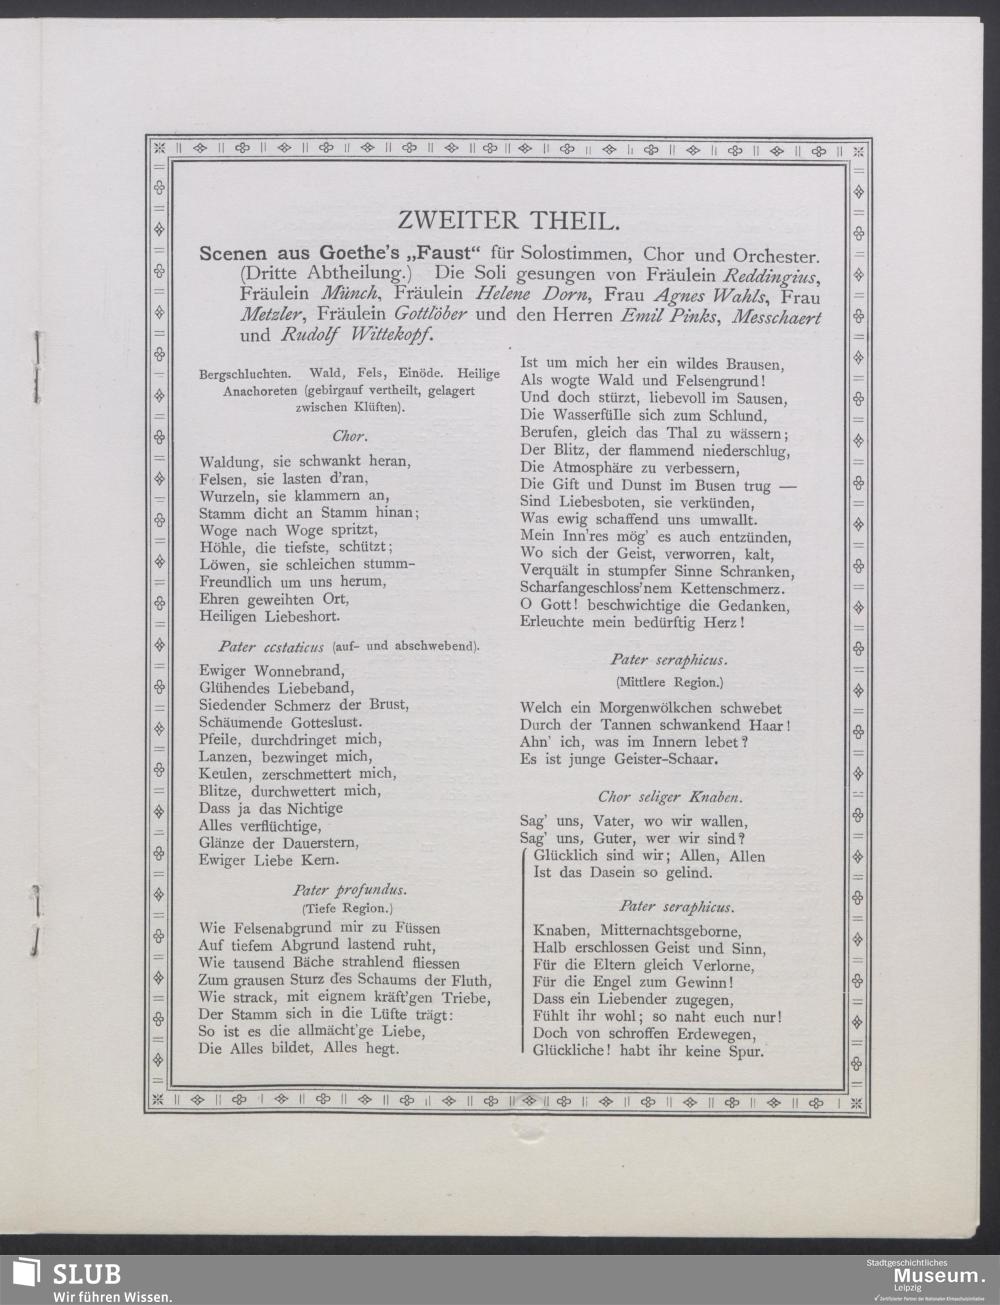 ZWEITER THEIL.
Scenen aus Goethe's „Faust“ für Solostimmen, Chor und Orchester.
(Dritte Abtheilung.) Die Soli gesungen von Fräulein Reddingius,
Fräulein Münch, Fräulein Helene Dorn, Frau Agnes Wahls, Frau
Metzler, Fräulein Gottlöber und den Herren Emil Pinks, Messchaert
und Rudolf Wittekopf.
Bergschluchten. Wald, Fels, Einöde. Heilige
Anachoreten (gebirgauf vertheilt, gelagert
zwischen Klüften).
Chor.
Waldung, sie schwankt heran,
Felsen, sie lasten d'ran,
Wurzeln, sie klammern an,
Stamm dicht an Stamm hinan;
Woge nach Woge spritzt,
Höhle, die tiefste, schützt;
Löwen, sie schleichen stumm-
Freundlich um uns herum,
Ehren geweihten Ort,
Heiligen Liebeshort.
Pater ecstaticus (auf- und abschwebend).
Ewiger Wonnebrand,
Glühendes Liebeband,
Siedender Schmerz der Brust,
Schäumende Gotteslust.
Pfeile, durchdringet mich,
Lanzen, bezwinget mich,
Keulen, zerschmettert mich,
Blitze, durchwettert mich,
Dass ja das Nichtige
Alles verflüchtige,
Glänze der Dauerstern,
Ewiger Liebe Kern.
Pater profundus.
(Tiefe Region.)
Wie Felsenabgrund mir zu Füssen
Auf tiefem Abgrund lastend ruht,
Wie tausend Bäche strahlend fliessen
Zum grausen Sturz des Schaums der Fluth,
Wie strack, mit eignem kräft'gen Triebe,
Der Stamm sich in die Lüfte trägt:
So ist es die allmächt'ge Liebe,
Die Alles bildet, Alles hegt.
Ist um mich her ein wildes Brausen,
Als wogte Wald und Felsengrund!
Und doch stürzt, liebevoll im Sausen,
Die Wasserfülle sich zum Schlund,
Berufen, gleich das Thal zu wässern;
Der Blitz, der flammend niederschlug,
Die Atmosphäre zu verbessern,
Die Gift und Dunst im Busen trug —
Sind Liebesboten, sie verkünden,
Was ewig schaffend uns umwallt.
Mein Inn'res mög' es auch entzünden,
Wo sich der Geist, verworren, kalt,
Verquält in stumpfer Sinne Schranken,
Scharfangeschloss'nem Kettenschmerz.
O Gott! beschwichtige die Gedanken,
Erleuchte mein bedürftig Herz!
Pater seraphicus.
(Mittlere Region.)
Welch ein Morgenwölkchen schwebet
Durch der Tannen schwankend Haar!
Ahn' ich, was im Innern lebet?
Es ist junge Geister-Schaar.
Chor seliger Knaben.
Sag' uns, Vater, wo wir wallen,
Sag' uns, Guter, wer wir sind?
Glücklich sind wir; Allen, Allen
Ist das Dasein so gelind.
Pater seraphicus.
Knaben, Mitternachtsgeborne,
Halb erschlossen Geist und Sinn,
Für die Eltern gleich Verlorne,
Für die Engel zum Gewinn!
Dass ein Liebender zugegen,
Fühlt ihr wohl; so naht euch nur!
Doch von schroffen Erdewegen,
Glückliche! habt ihr keine Spur.
SLUB
Wir führen Wissen.
Stadtgeschichtliches
Museum.
Leipzig
Zertifizierter Partner der Nationalen Klimaschutzinitiative